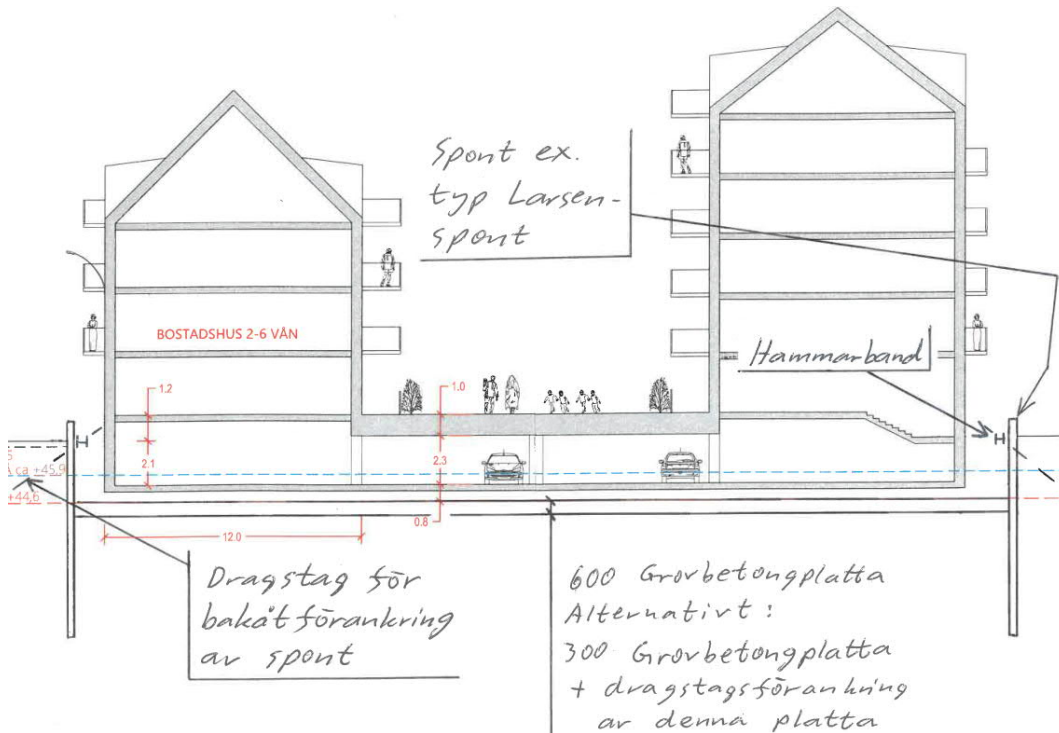 Spont ex.
typ Larsen-
spont
BOSTADSHUS 2-6 VÅN
Hammarband
1.2
1.0
2.1
2.3
ca +45,9
+44,6
0.8
12.0
Dragstag för
bakåtförankring
av spont
600 Grovbetongplatta
Alternativt:
300 Grovbetongplatta
+ dragstagsförankring
av denna platta